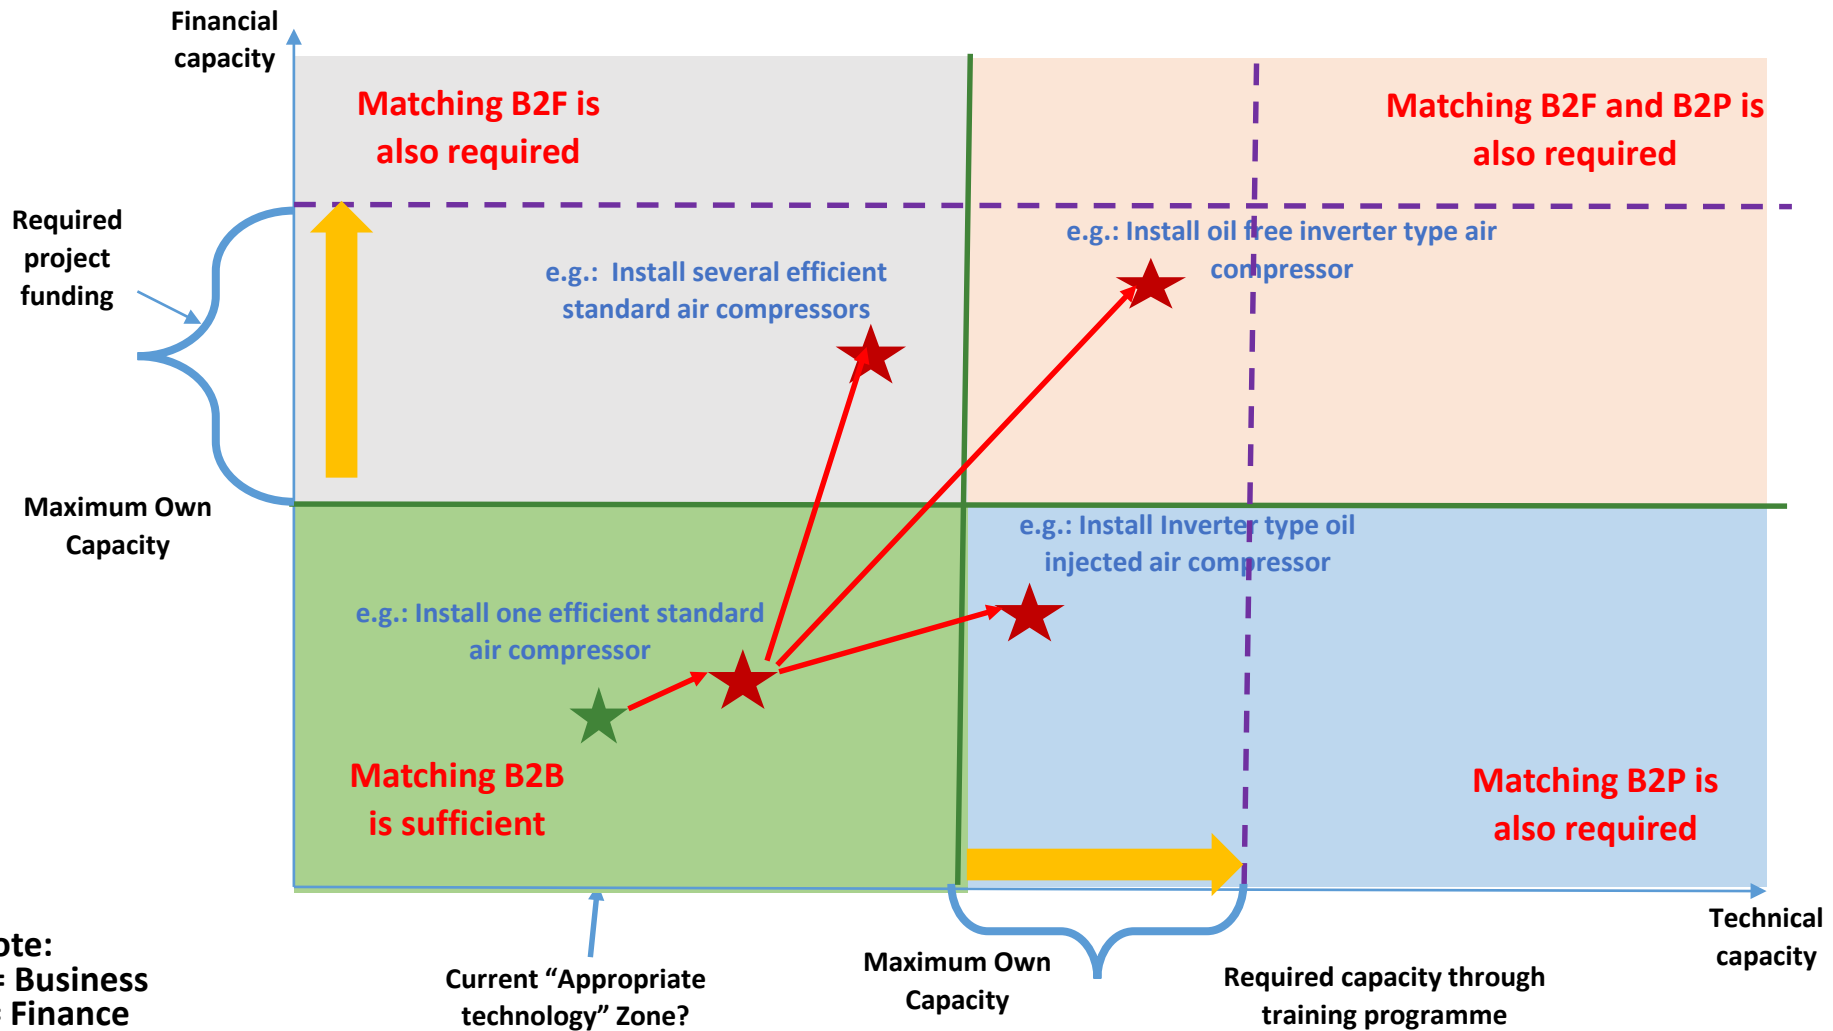 Financial
capacity
Matching B2F is
also required
Matching B2F and B2P is
also required
Required
project
funding
e.g.: Install several efficient
standard air compressors
e.g.: Install oil free inverter type air
compressor
Maximum Own
Capacity
e.g.: Install Inverter type oil
injected air compressor
e.g.: Install one efficient standard
air compressor
Matching B2B
is sufficient
Matching B2P is
also required
Technical
capacity
ote:
= Business
= Finance
Current “Appropriate
technology” Zone?
Maximum Own
Capacity
Required capacity through
training programme